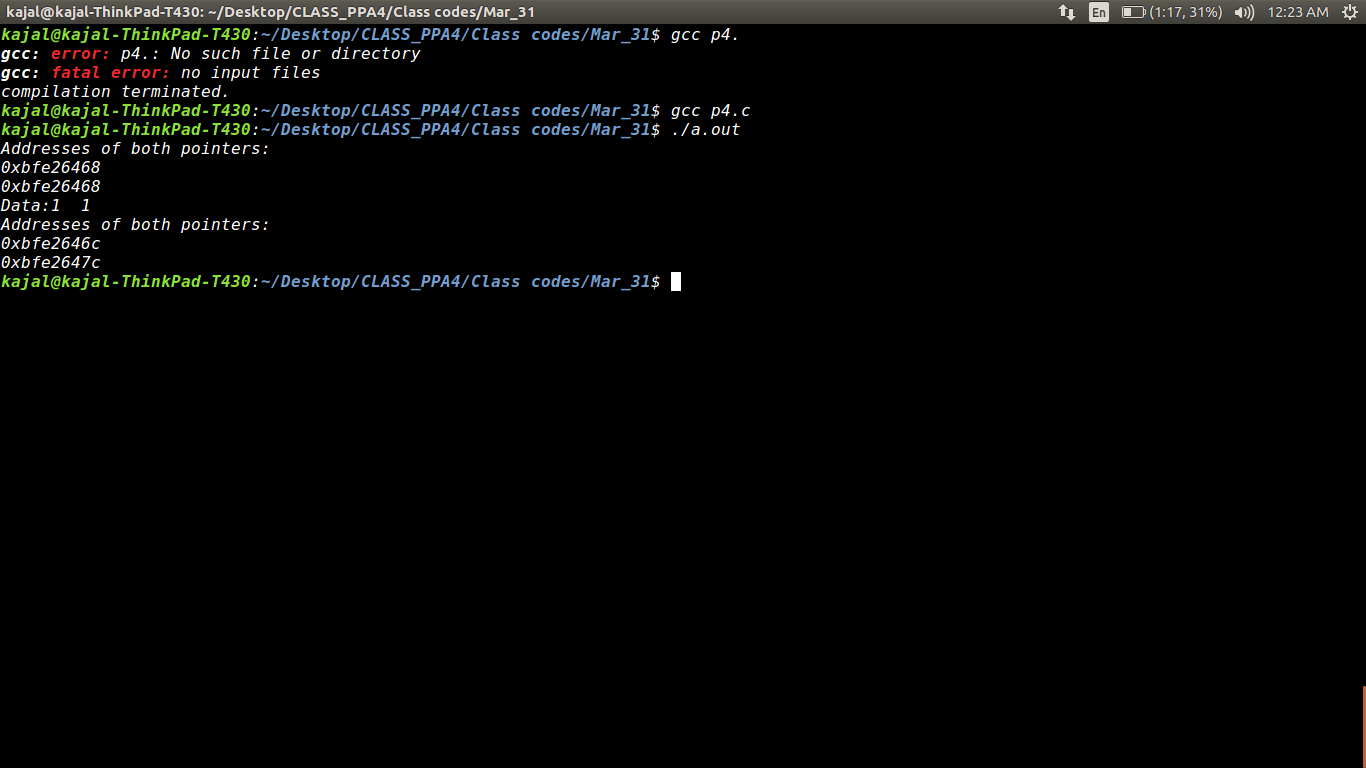 kajal@kajal-ThinkPad-T430: ~/Desktop/CLASS_PPA4/Class codes/Mar_31 En (1:17, 31%) 12:23 AM
kajal@kajal-ThinkPad-T430:~/Desktop/CLASS_PPA4/Class codes/Mar_31$ gcc p4.
gcc: error: p4.: No such file or directory
gcc: fatal error: no input files
compilation terminated.
kajal@kajal-ThinkPad-T430:~/Desktop/CLASS_PPA4/Class codes/Mar_31$ gcc p4.c
kajal@kajal-ThinkPad-T430:~/Desktop/CLASS_PPA4/Class codes/Mar_31$ ./a.out
Addresses of both pointers:
0xbfe26468
0xbfe26468
Data:1  1
Addresses of both pointers:
0xbfe2646c
0xbfe2647c
kajal@kajal-ThinkPad-T430:~/Desktop/CLASS_PPA4/Class codes/Mar_31$